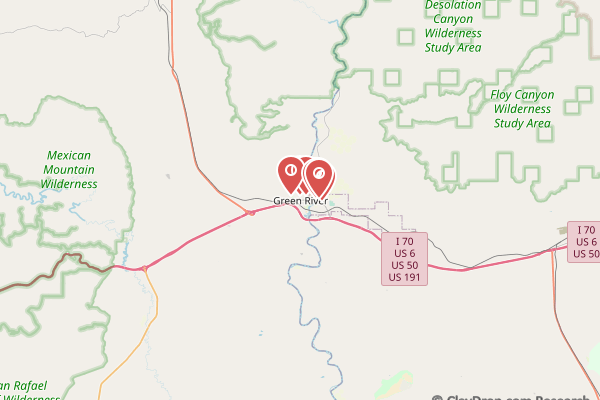 Desolation
Canyon
Wilderness
Study Area
Floy Canyon
Wilderness
Study Area
Mexican
Mountain
Wilderness
Green River
I 70
US 6
US 50
US 191
I 70
US 6
US 50
an Rafael
Wilderness